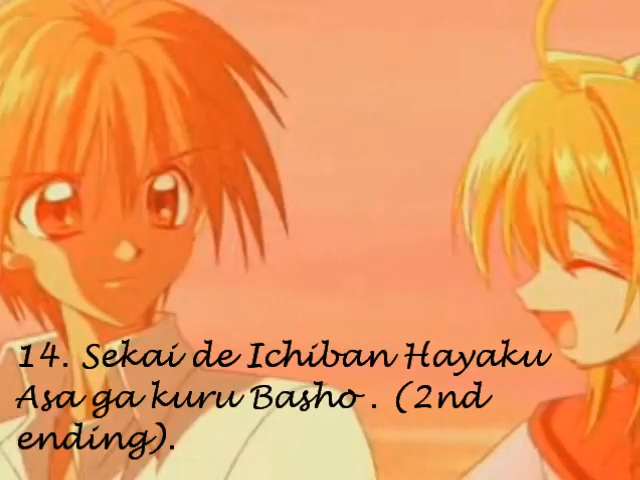 14. Sekai de Ichiban Hayaku
Asa ga kuru Basho . (2nd
ending).